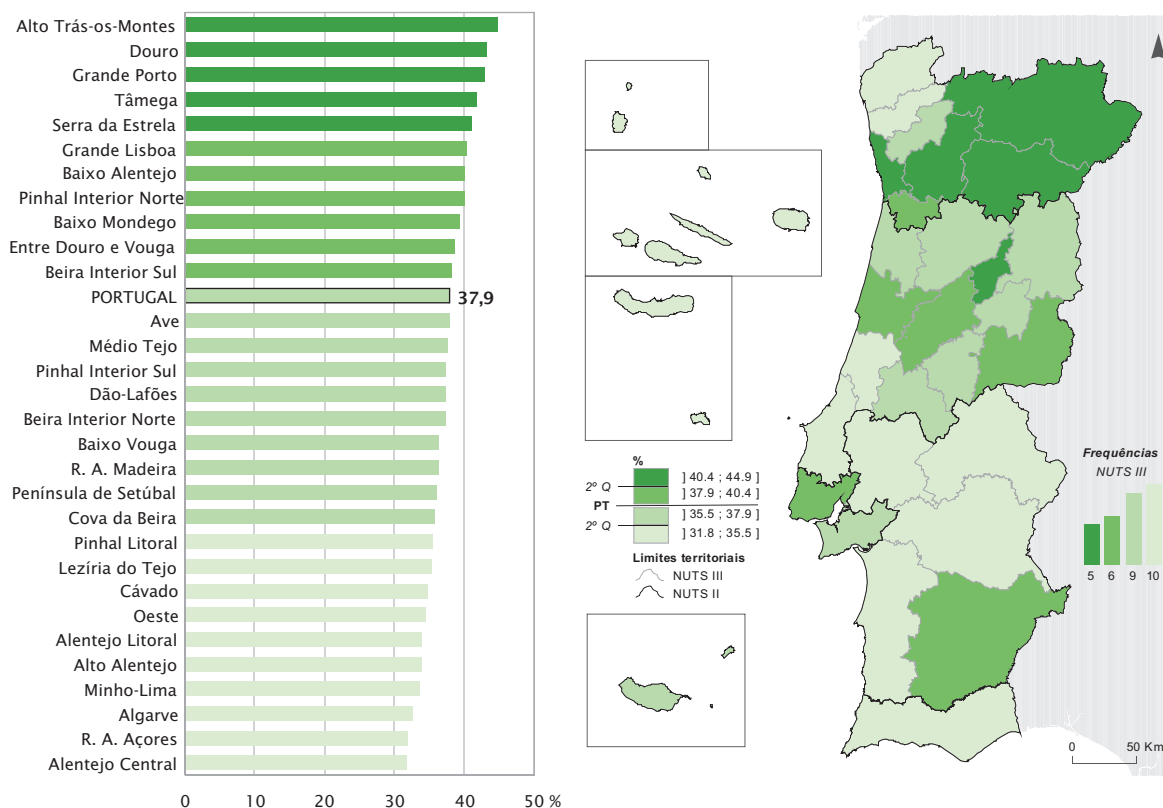 Alto Trás-os-Montes
Douro
Grande Porto
Tâmega
Serra da Estrela
Grande Lisboa
Baixo Alentejo
Pinhal Interior Norte
Baixo Mondego
Entre Douro e Vouga
Beira Interior Sul
PORTUGAL 37,9
Ave
Médio Tejo
Pinhal Interior Sul
Dão-Lafões
Beira Interior Norte
Baixo Vouga
R. A. Madeira
Península de Setúbal
Cova da Beira
Pinhal Litoral
Lezíria do Tejo
Cávado
Oeste
Alentejo Litoral
Alto Alentejo
Minho-Lima
Algarve
R. A. Açores
Alentejo Central
0 10 20 30 40 50 %
%
] 40.4 ; 44.9 ]
2º Q
] 37.9 ; 40.4 ]
PT
] 35.5 ; 37.9 ]
2º Q
] 31.8 ; 35.5 ]
Limites territoriais
NUTS III
NUTS II
Frequências
NUTS III
5 6 9 10
0 50 Km